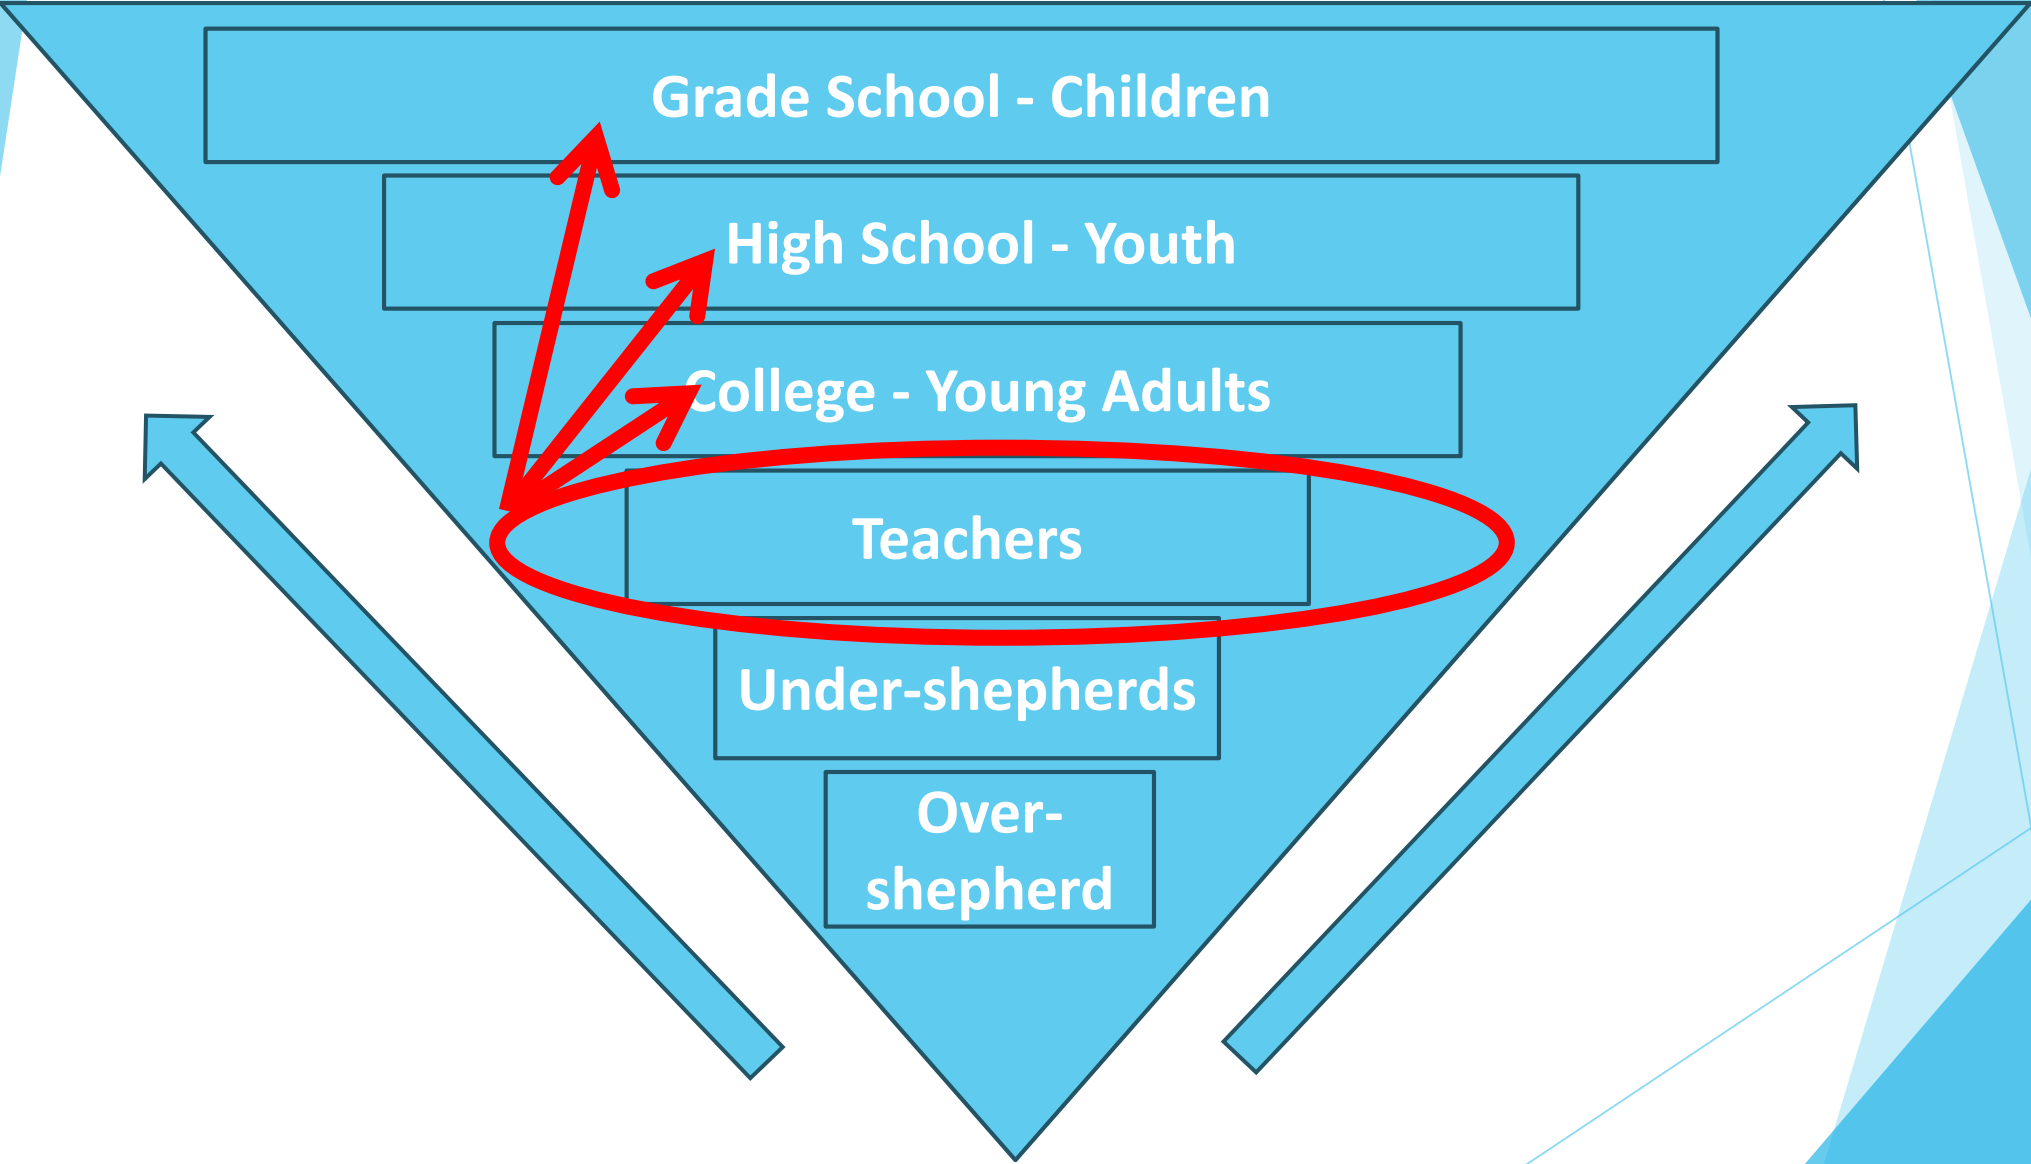 Grade School - Children
High School - Youth
College - Young Adults
Teachers
Under-shepherds
Over-
shepherd